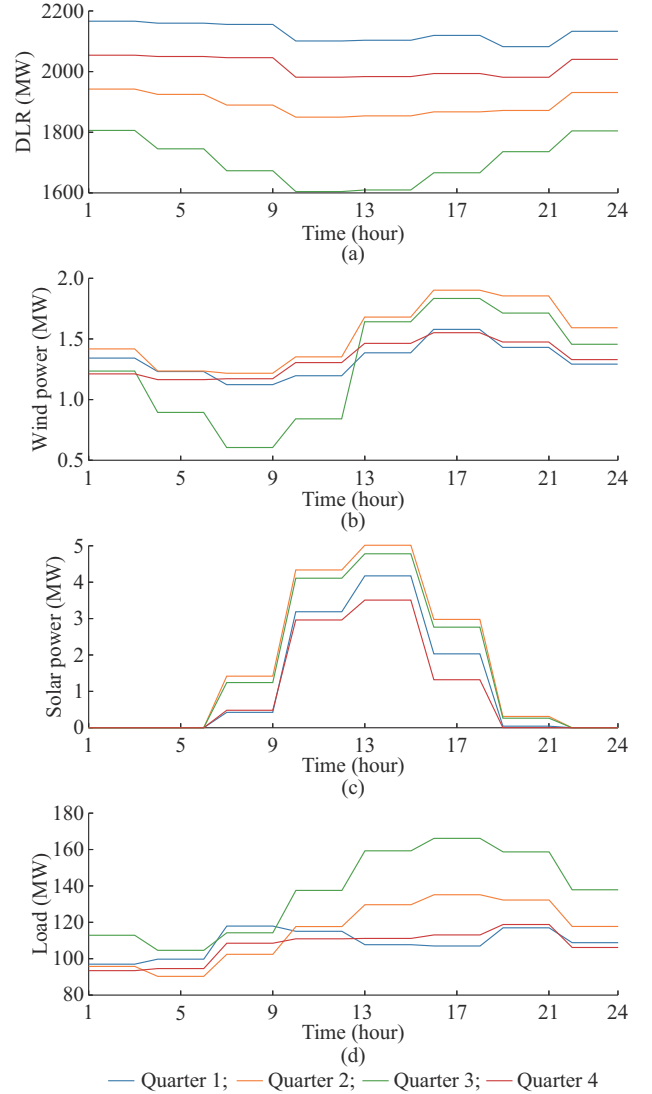 2200
2000
1800
1600
DLR (MW)
1 5 9 13 17 21 24
Time (hour)
(a)
2.0
1.5
1.0
0.5
Wind power (MW)
1 5 9 13 17 21 24
Time (hour)
(b)
5
4
3
2
1
0
Solar power (MW)
1 5 9 13 17 21 24
Time (hour)
(c)
180
160
140
120
100
80
Load (MW)
1 5 9 13 17 21 24
Time (hour)
(d)
Quarter 1; Quarter 2; Quarter 3; Quarter 4